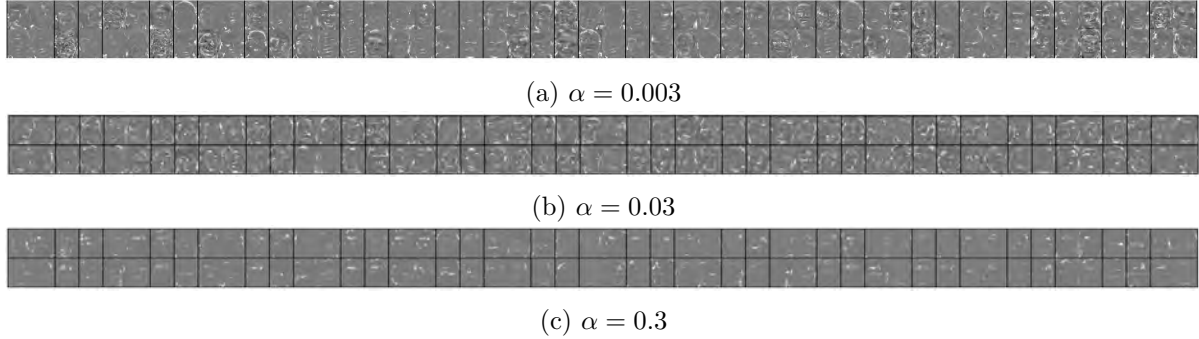 (a) α = 0.003
(b) α = 0.03
(c) α = 0.3